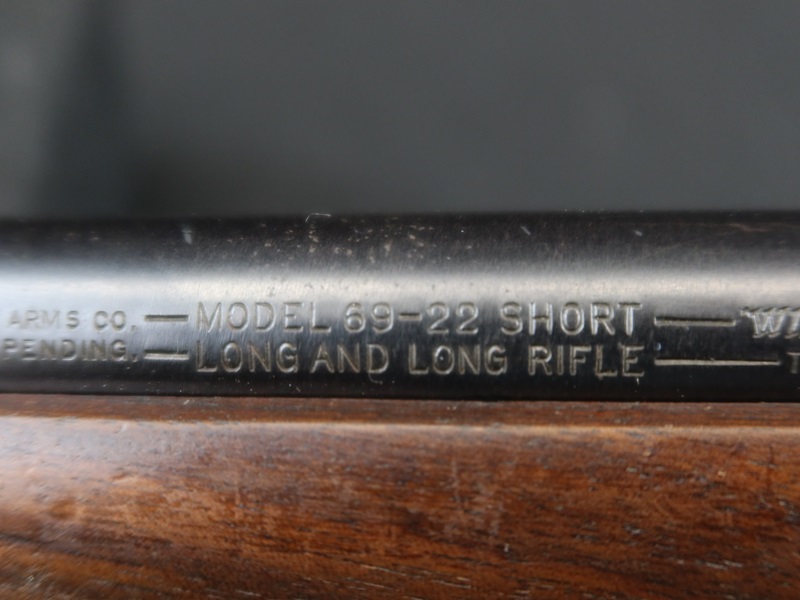 ARMS CO. — MODEL 69-22 SHORT —
PENDING. — LONG AND LONG RIFLE —